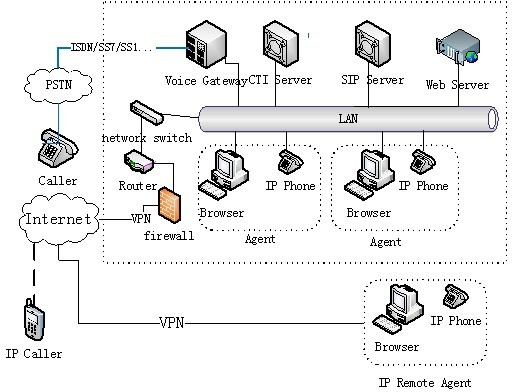 ISDN/SS7/SS1...
Voice Gateway
CTI Server
SIP Server
Web Server
PSTN
LAN
network switch
Caller
Router
IP Phone
IP Phone
Browser
Browser
Internet
VPN
firewall
Agent
Agent
VPN
IP Phone
IP Caller
Browser
IP Remote Agent